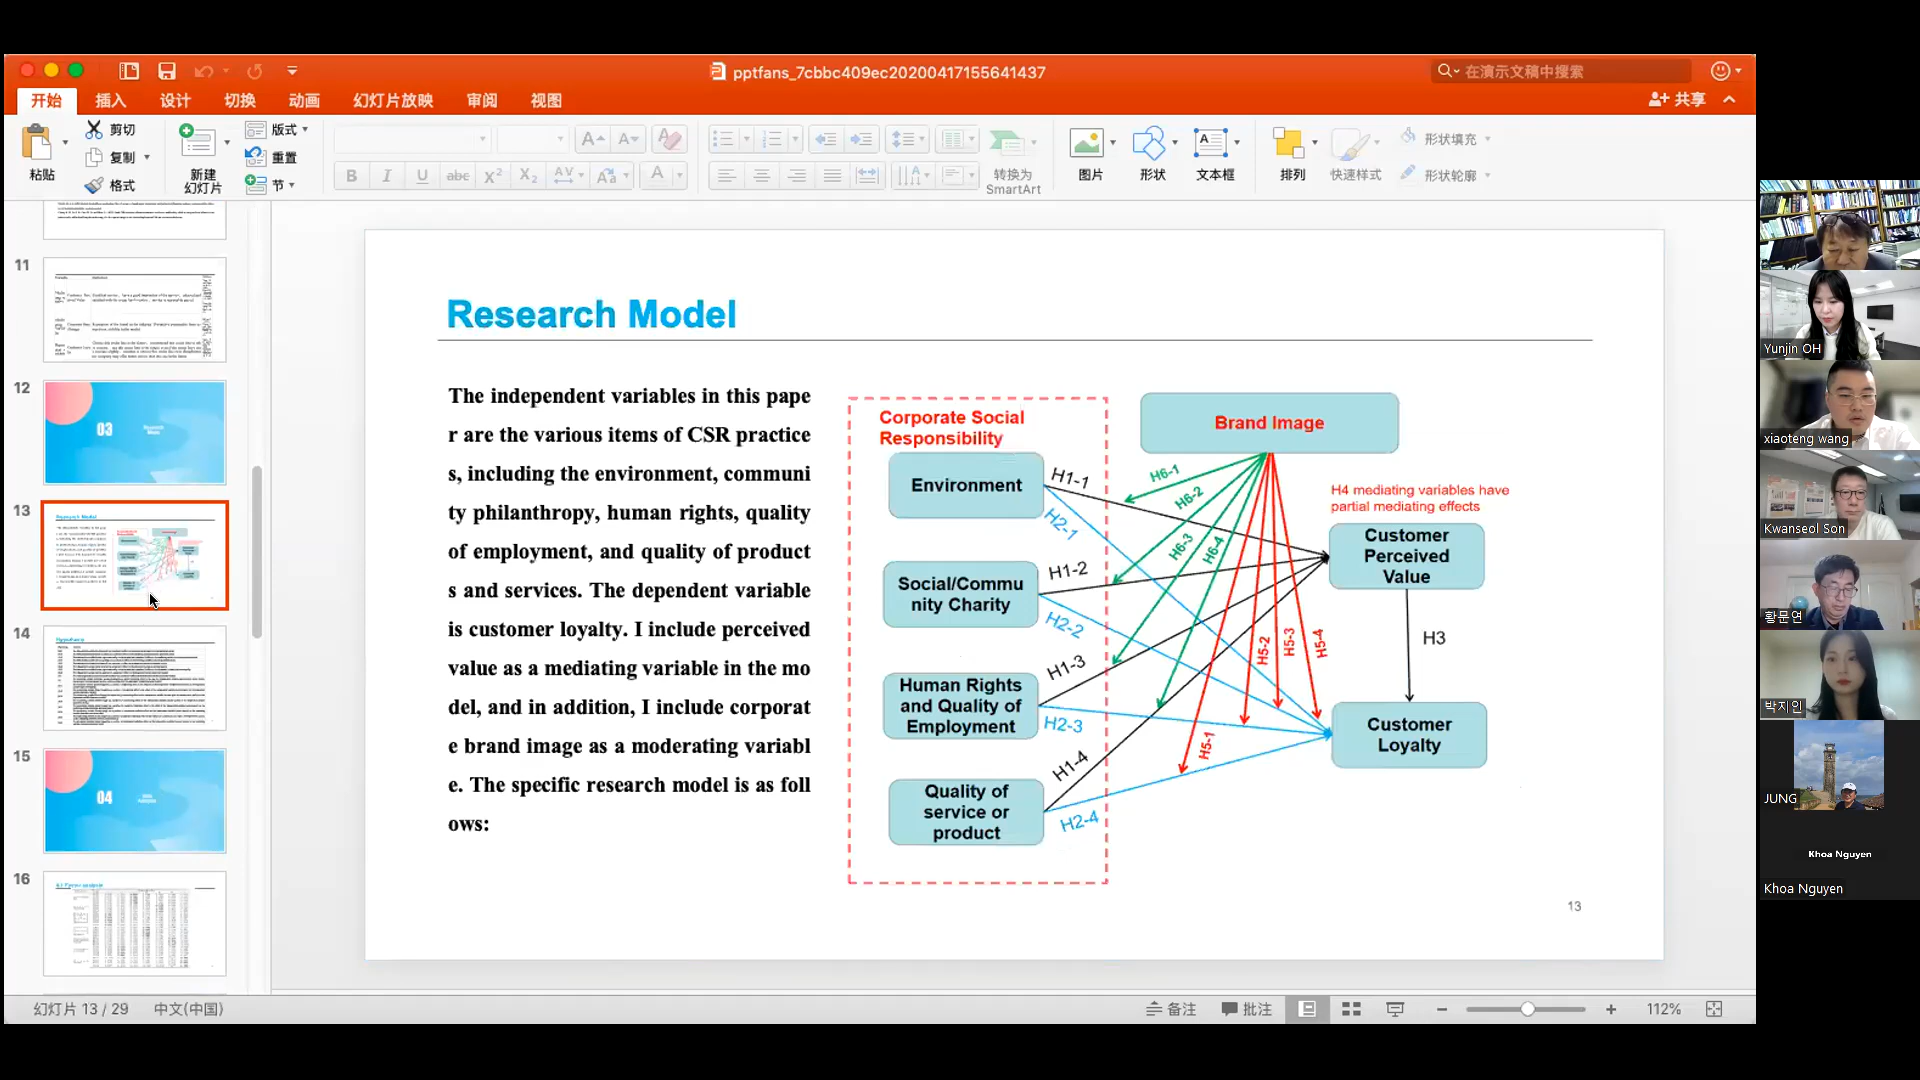 pptfans_7cbbc409ec20200417155641437
在演示文稿中搜索
开始
插入
设计
切换
动画
幻灯片放映
审阅
视图
共享
粘贴
剪切
复制
格式
新建
幻灯片
版式
重置
节
转换为
SmartArt
图片
形状
文本框
排列
快速样式
形状填充
形状轮廓
11
12
03
13
Research Model
14
15
04
16
Research Model
The independent variables in this pape
r are the various items of CSR practice
s, including the environment, communi
ty philanthropy, human rights, quality
of employment, and quality of product
s and services. The dependent variable
is customer loyalty. I include perceived
value as a mediating variable in the mo
del, and in addition, I include corporat
e brand image as a moderating variabl
e. The specific research model is as foll
ows:
Corporate Social
Responsibility
Environment
Social/Commu
nity Charity
Human Rights
and Quality of
Employment
Quality of
service or
product
Brand Image
H4 mediating variables have
partial mediating effects
Customer
Perceived
Value
H3
Customer
Loyalty
H1-1
H2-1
H1-2
H2-2
H1-3
H2-3
H1-4
H2-4
H6-1
H6-2
H6-3
H6-4
H5-1
H5-2
H5-3
H5-4
13
幻灯片 13 / 29
中文(中国)
备注
批注
112%
Yunjin OH
xiaoteng wang
Kwanseol Son
황문연
박지인
JUNG
Khoa Nguyen
Khoa Nguyen